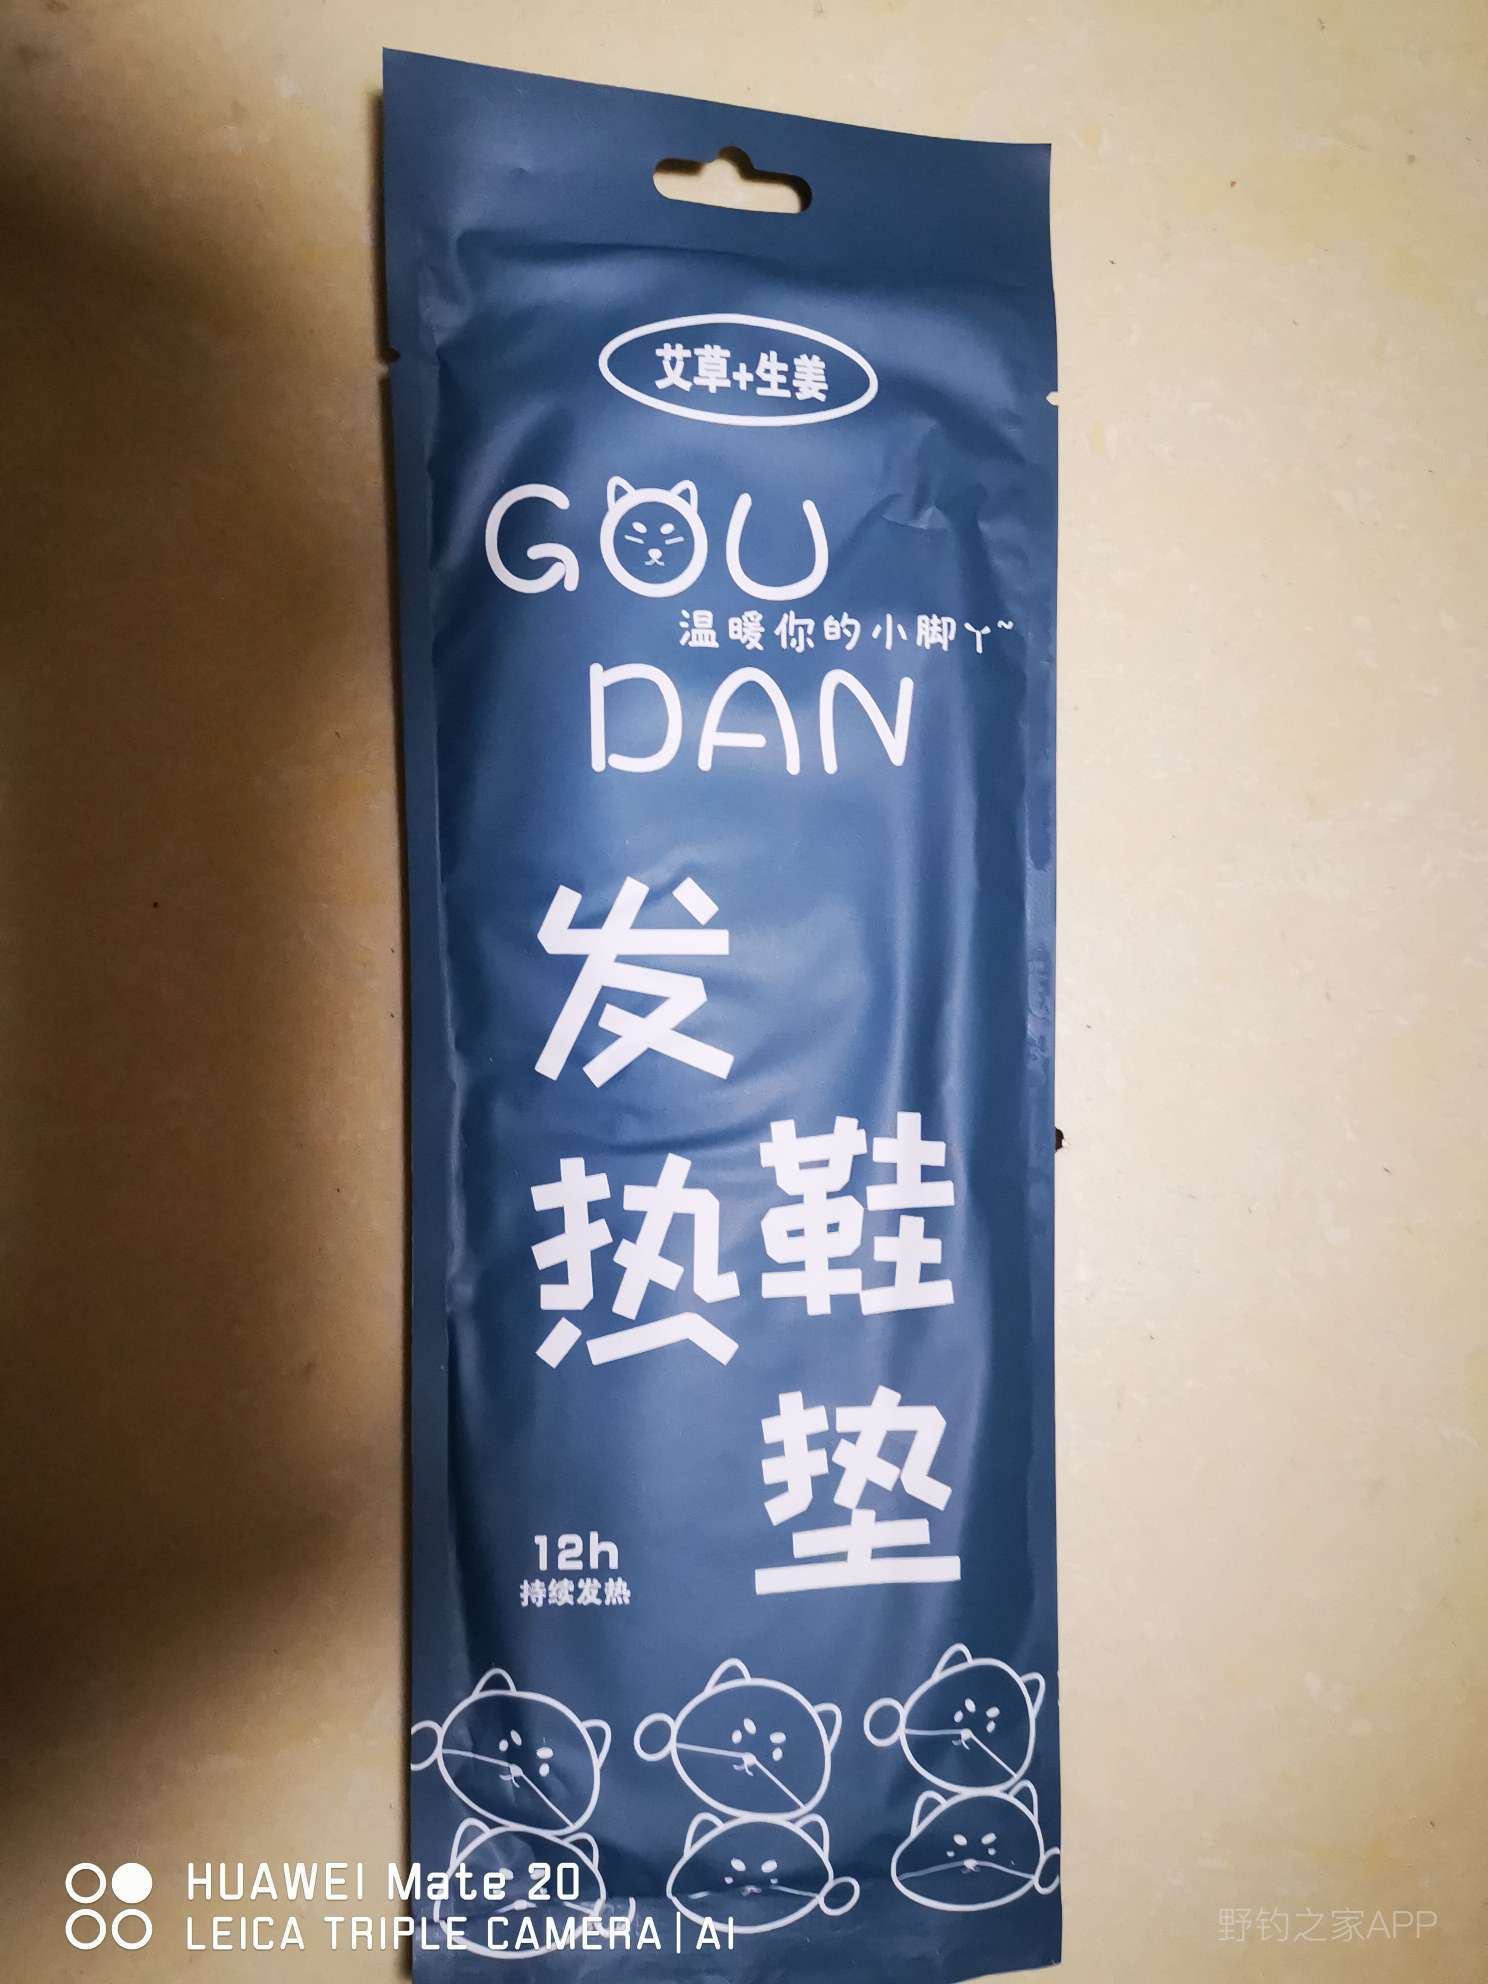 艾草+生姜
GOU
温暖你的小脚丫~
DAN
发热
鞋垫
12h
持续发热
HUAWEI Mate 20
LEICA TRIPLE CAMERA | AI
野钓之家APP